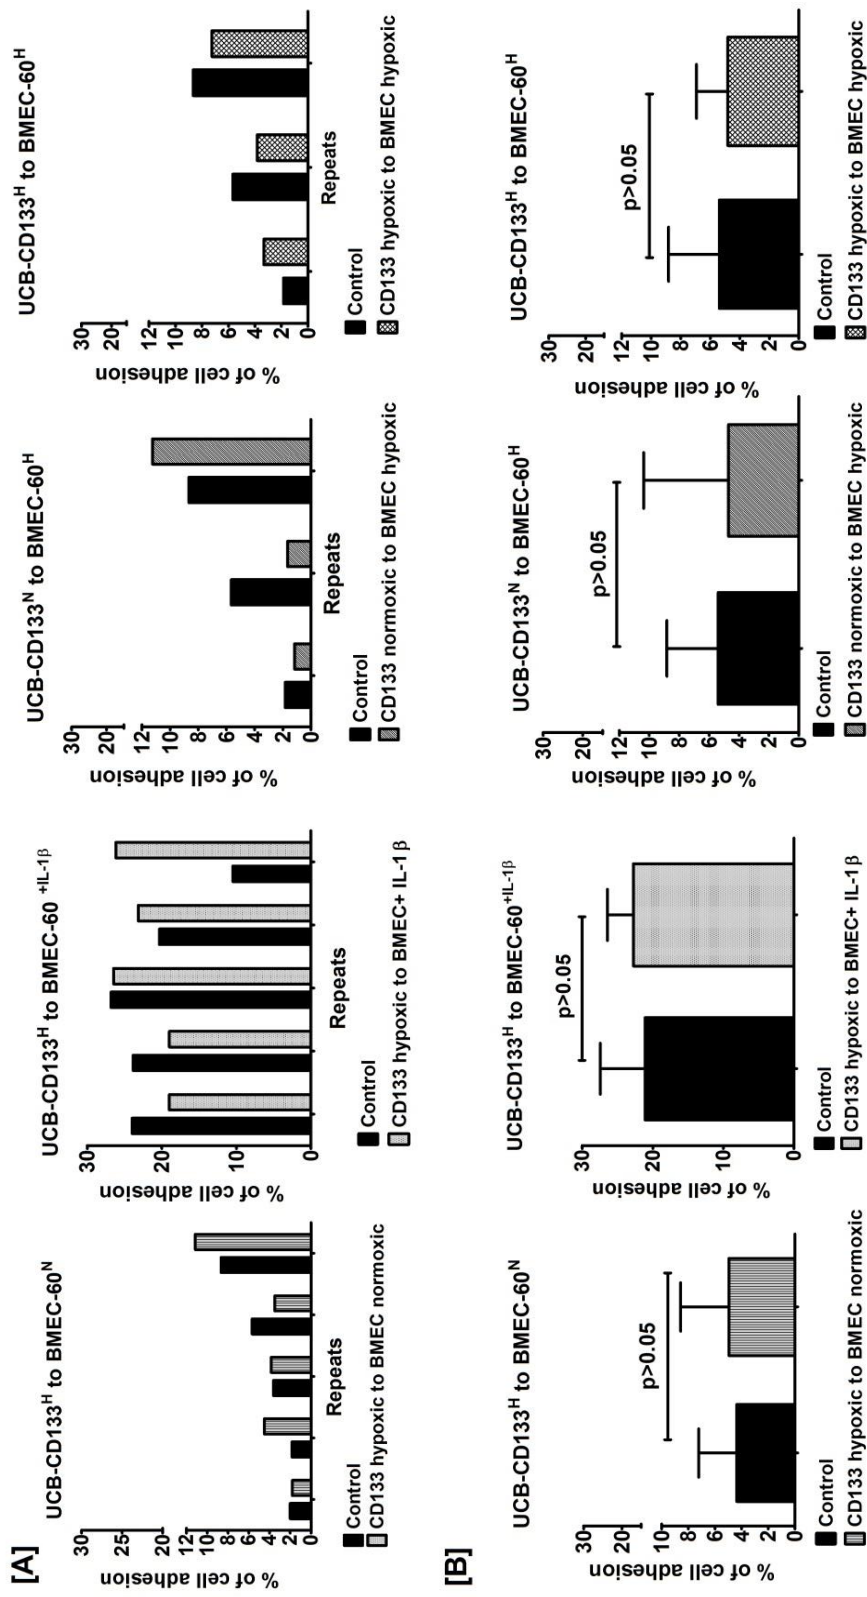 [A]
UCB-CD133^H to BMEC-60^N
% of cell adhesion
30
25
20
12
10
8
6
4
2
0
Repeats
Control
CD133 hypoxic to BMEC normoxic
UCB-CD133^H to BMEC-60 ^+IL-1β
% of cell adhesion
30
20
10
0
Repeats
Control
CD133 hypoxic to BMEC+ IL-1β
UCB-CD133^N to BMEC-60^H
% of cell adhesion
30
20
12
10
8
6
4
2
0
Repeats
Control
CD133 normoxic to BMEC hypoxic
UCB-CD133^H to BMEC-60^H
% of cell adhesion
30
20
12
10
8
6
4
2
0
Repeats
Control
CD133 hypoxic to BMEC hypoxic
[B]
UCB-CD133^H to BMEC-60^N
% of cell adhesion
30
20
10
8
6
4
2
0
p>0.05
Control
CD133 hypoxic to BMEC normoxic
UCB-CD133^H to BMEC-60^+IL-1β
% of cell adhesion
30
20
10
0
p>0.05
Control
CD133 hypoxic to BMEC+ IL-1β
UCB-CD133^N to BMEC-60^H
% of cell adhesion
30
20
12
10
8
6
4
2
0
p>0.05
Control
CD133 normoxic to BMEC hypoxic
UCB-CD133^H to BMEC-60^H
% of cell adhesion
30
20
12
10
8
6
4
2
0
p>0.05
Control
CD133 hypoxic to BMEC hypoxic